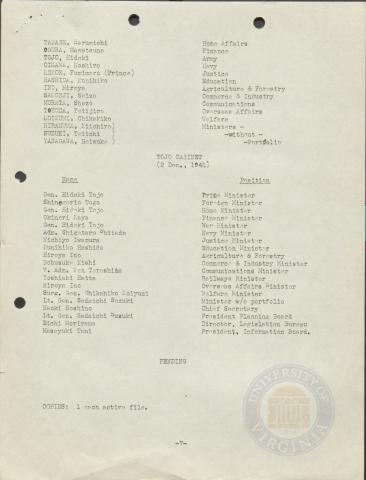 TANABE, Harumichi Home Affairs
OGURA, Masatsune Finance
TOJO, Hideki Army
OIKAWA, Koshiro Navy
KONOE, Fumimaro (Prince) Justice
HASHIDA, Kunihiko Education
INO, Hiroya Agriculture & Forestry
SAKONJI, Seizo Commerce & Industry
MURATA, Shozo Communications
TOYODA, Teijiro Overseas Affairs
KOIZUMI, Chikahiko Welfare
HIRANUMA, Kiichiro) Ministers -
SUZUKI, Teiichi ) -without -
YANAGAWA, Heisuke ) -Portfolio
TOJO CABINET
(2 Dec., 1941)
Name Position
Gen. Hideki Tojo Prime Minister
Shigenoris Togo Foreign Minister
Gen. Hideki Tojo Home Minister
Okinori Kaya Finance Minister
Gen. Hideki Tojo War Minister
Adm. Shigetaro Shimada Navy Minister
Michiyo Iwamura Justice Minister
Kunihiko Hashida Education Minister
Hiroya Ino Agriculture & Forestry
Nobusuke Kishi Commerce & Industry Minister
V. Adm. Ken Terashima Communications Minister
Yoshiaki Hatta Railways Minister
Hiroya Ino Overseas Affairs Minister
Surg. Gen. Chikahiko Koizumi Welfare Minister
Lt. Gen. Sadaichi Suzuki Minister w/o portfolio
Naoki Hoshino Chief Secretary
Lt. Gen. Sadaichi Suzuki President Planning Board
Eichi Moriyama Director, Legislation Bureau
Masayuki Tani President, Information Board.
PENDING
COPIES: 1 each active file.
-7-
UNIVERSITY OF VIRGINIA